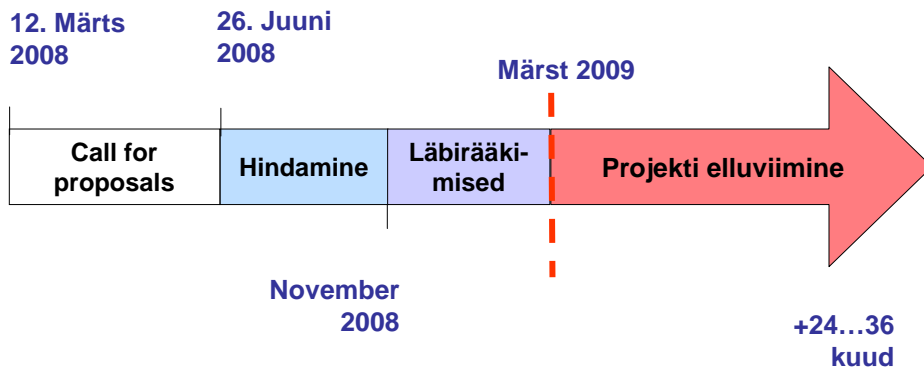 12. Märts
2008
26. Juuni
2008
Märst 2009
Call for
proposals
Hindamine
Läbirääki-
mised
Projekti elluviimine
November
2008
+24…36
kuud